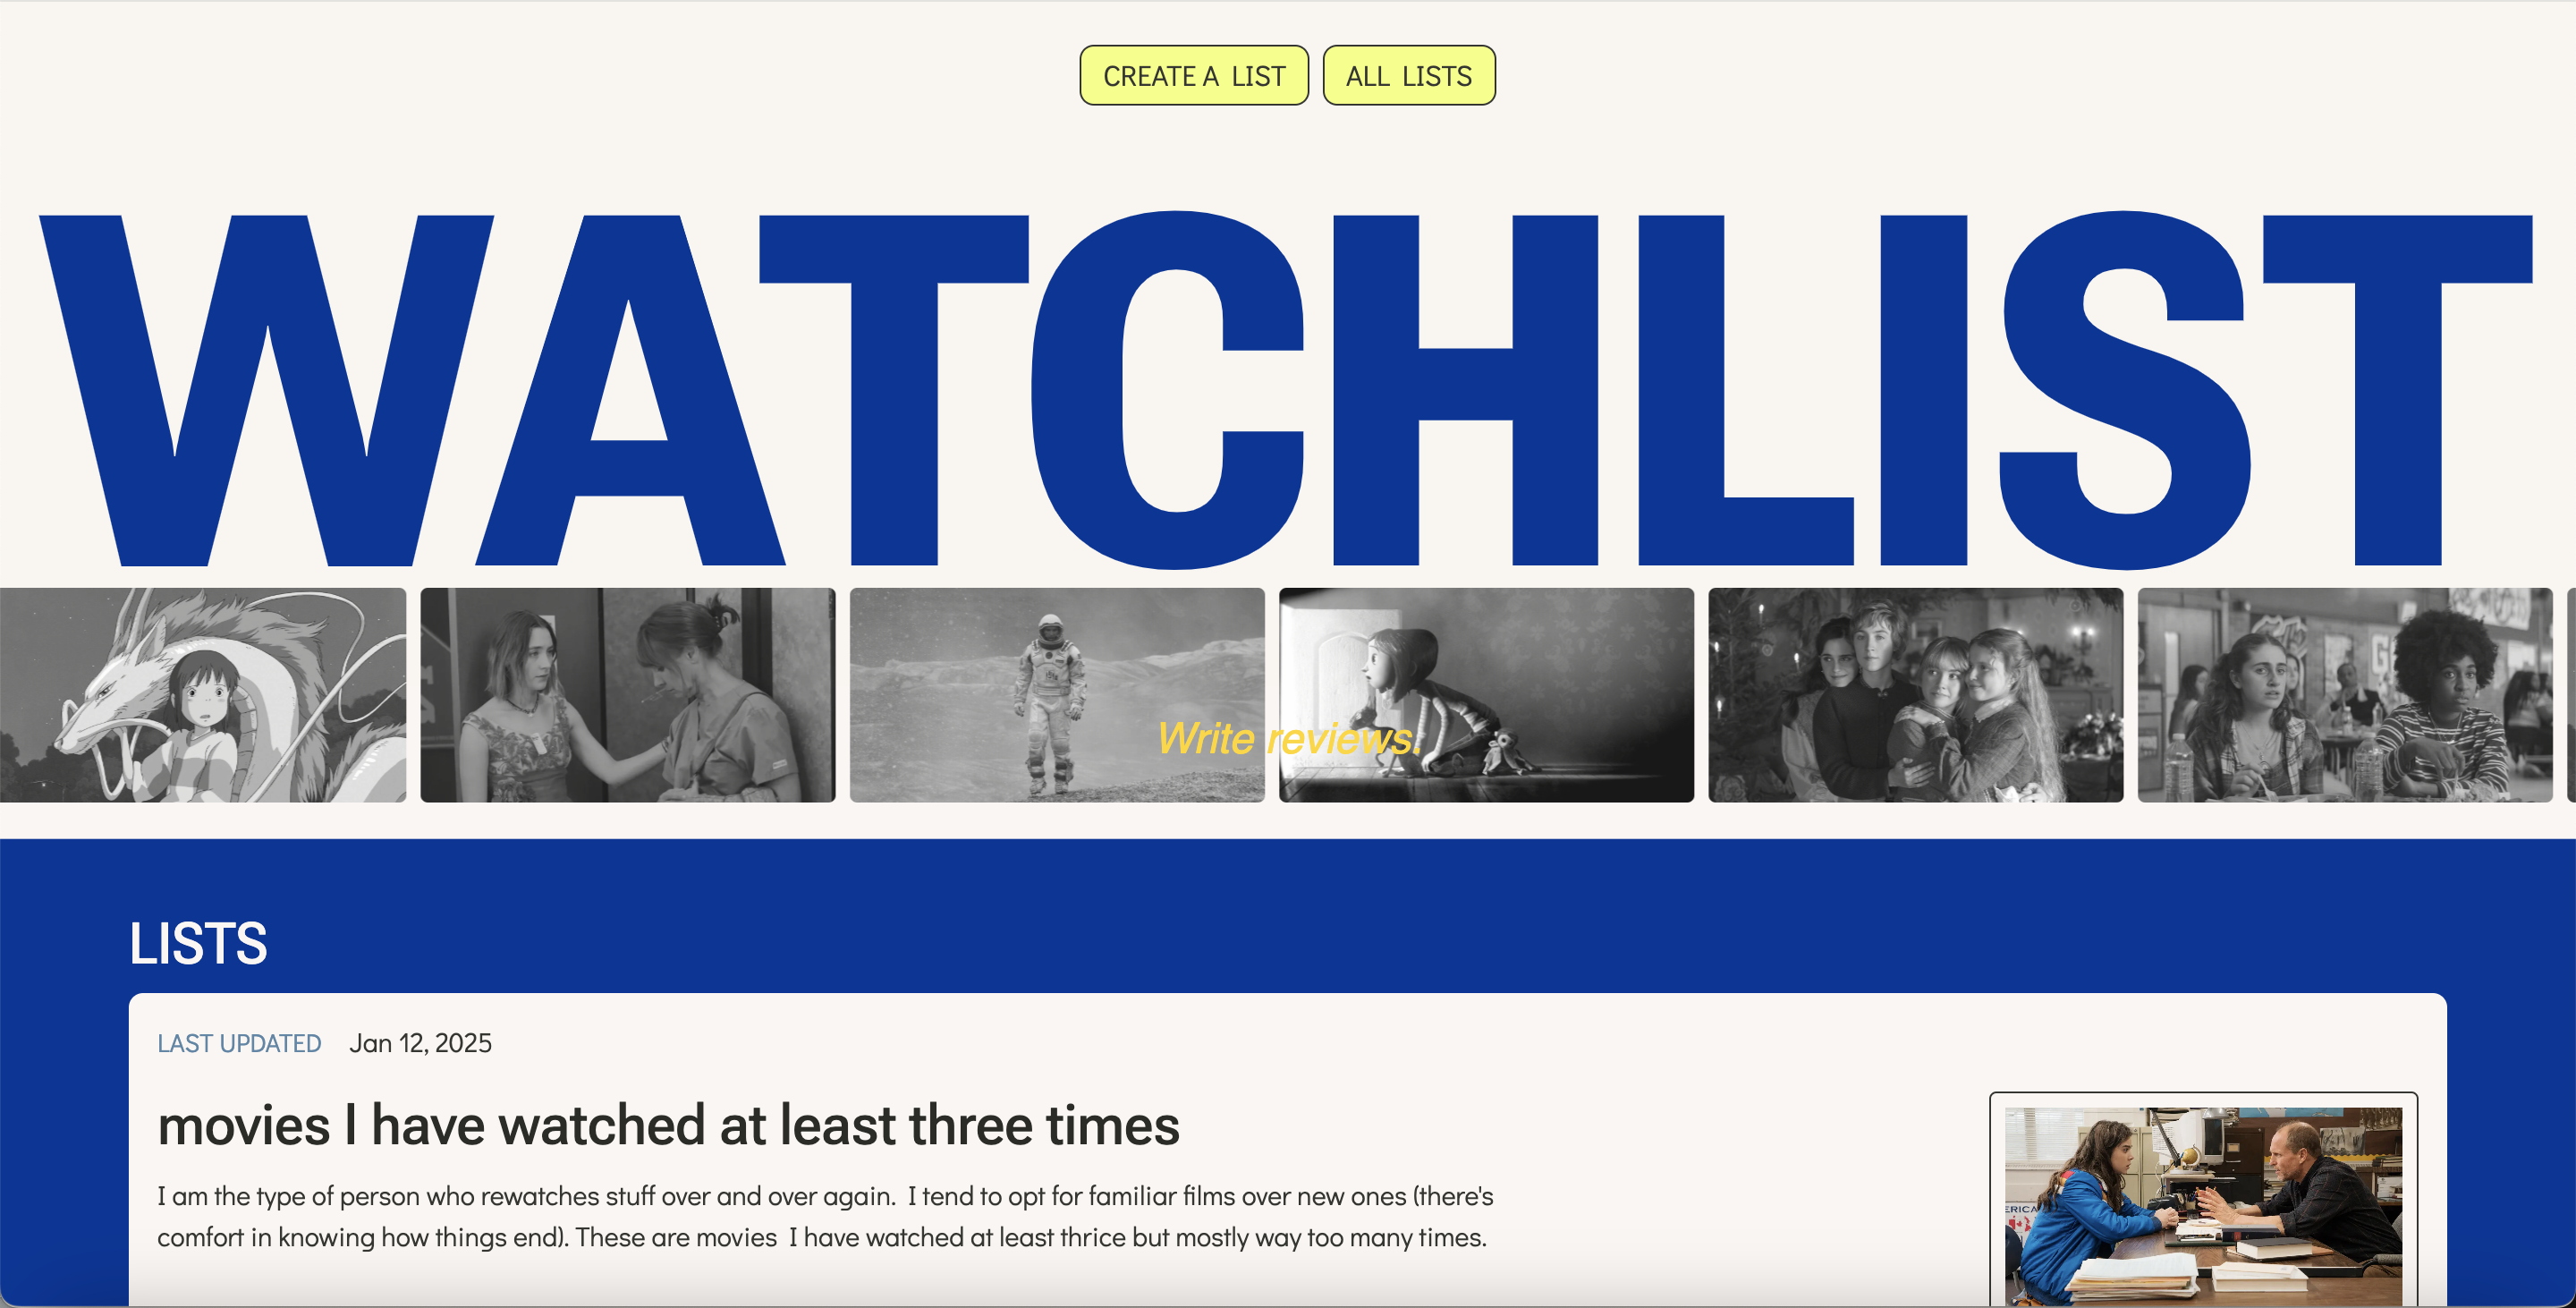 CREATE A LIST
ALL LISTS
WATCHLIST
Write reviews.
LISTS
LAST UPDATED Jan 12, 2025
movies I have watched at least three times
I am the type of person who rewatches stuff over and over again. I tend to opt for familiar films over new ones (there's
comfort in knowing how things end). These are movies I have watched at least thrice but mostly way too many times.